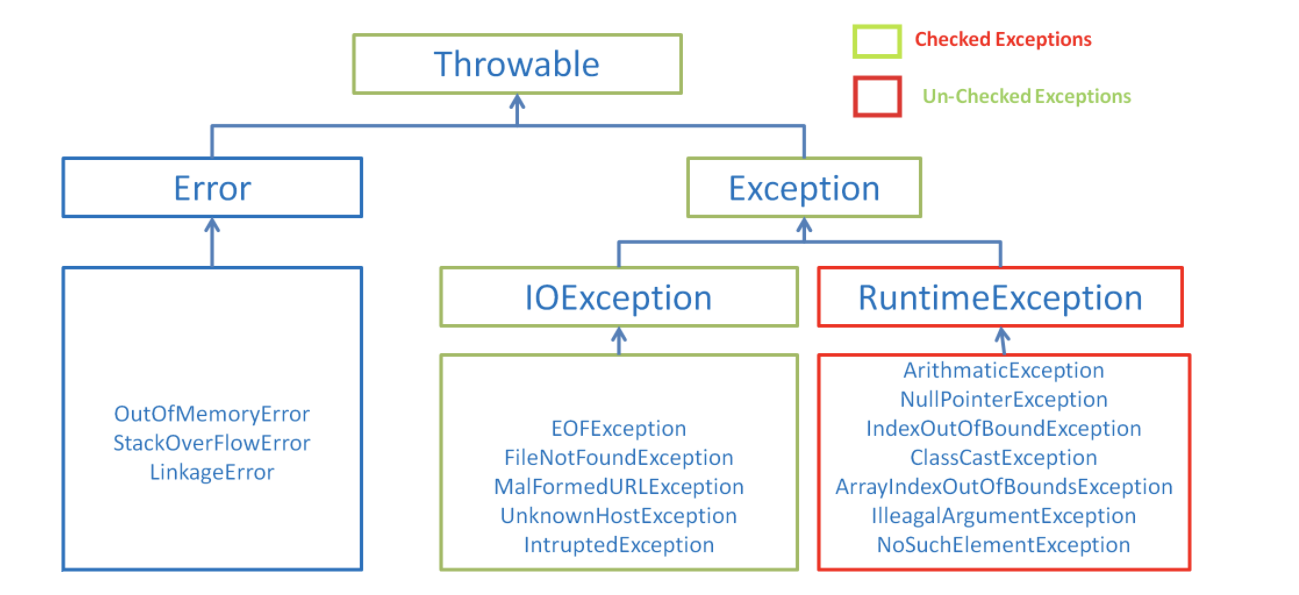 Throwable
Checked Exceptions
Un-Checked Exceptions
Error
Exception
IOException
RuntimeException
OutOfMemoryError
StackOverFlowError
LinkageError
EOFException
FileNotFoundException
MalFormedURLException
UnknownHostException
IntruptedException
ArithmaticException
NullPointerException
IndexOutOfBoundException
ClassCastException
ArrayIndexOutOfBoundsException
IlleagalArgumentException
NoSuchElementException